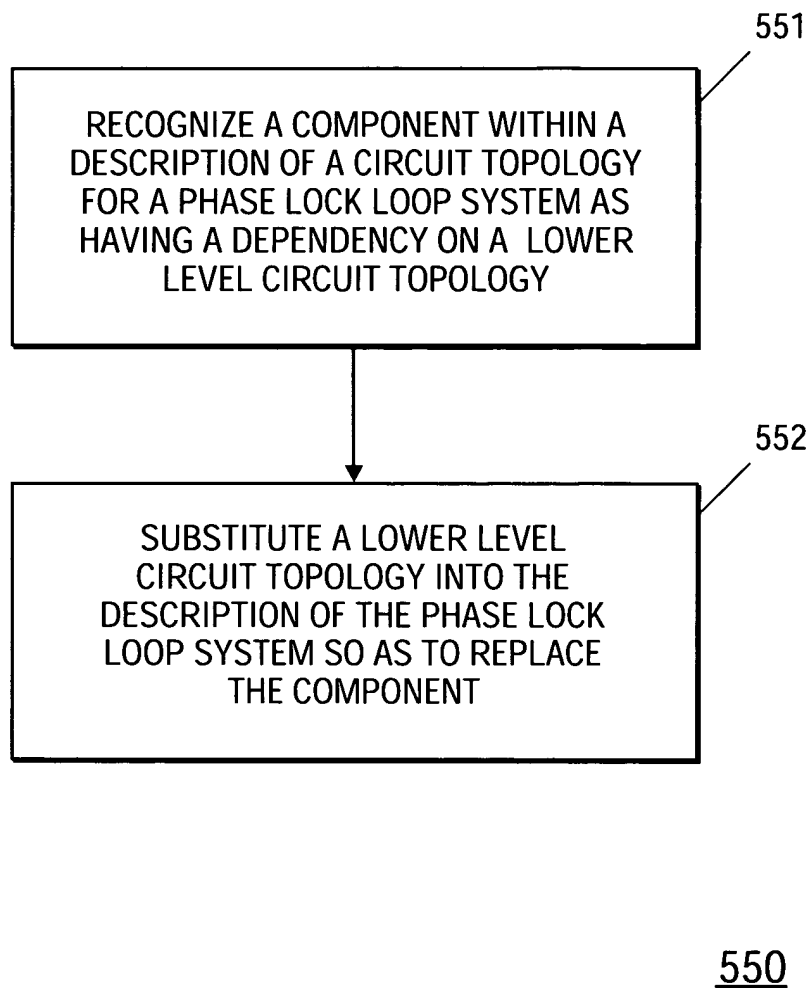 551
RECOGNIZE A COMPONENT WITHIN A
DESCRIPTION OF A CIRCUIT TOPOLOGY
FOR A PHASE LOCK LOOP SYSTEM AS
HAVING A DEPENDENCY ON A LOWER
LEVEL CIRCUIT TOPOLOGY
552
SUBSTITUTE A LOWER LEVEL
CIRCUIT TOPOLOGY INTO THE
DESCRIPTION OF THE PHASE LOCK
LOOP SYSTEM SO AS TO REPLACE
THE COMPONENT
550